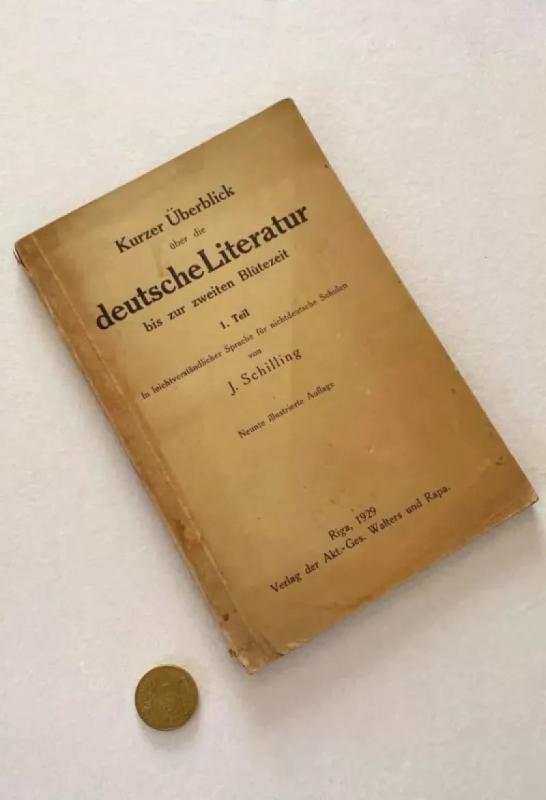 Kurzer Überblick
über die
deutsche Literatur
bis zur zweiten Blütezeit
1. Teil
In leichtverständlicher Sprache für nichtdeutsche Schulen
von
J. Schilling
Neunte illustrierte Auflage
Riga, 1929
Verlag der Akt.-Ges. Walters und Rapa.